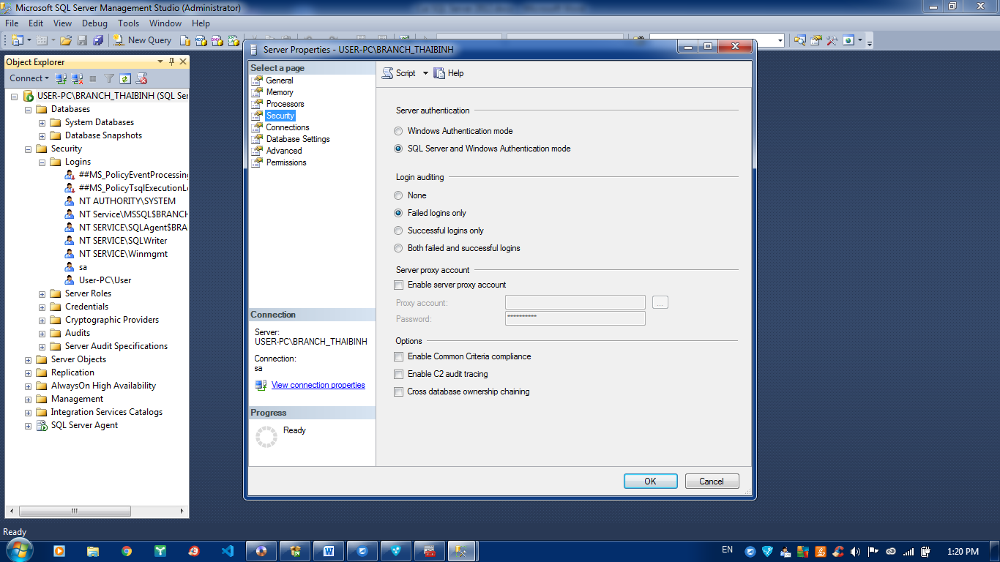 Microsoft SQL Server Management Studio (Administrator)
File Edit View Debug Tools Window Help
New Query
Object Explorer
Connect
USER-PC\BRANCH_THAIBINH (SQL Ser
Databases
System Databases
Database Snapshots
Security
Logins
##MS_PolicyEventProcessing
##MS_PolicyTsqlExecutionLo
NT AUTHORITY\SYSTEM
NT Service\MSSQL$BRANCH
NT SERVICE\SQLAgent$BRA
NT SERVICE\SQLWriter
NT SERVICE\Winmgmt
sa
User-PC\User
Server Roles
Credentials
Cryptographic Providers
Audits
Server Audit Specifications
Server Objects
Replication
AlwaysOn High Availability
Management
Integration Services Catalogs
SQL Server Agent
Server Properties - USER-PC\BRANCH_THAIBINH
Select a page
General
Memory
Processors
Security
Connections
Database Settings
Advanced
Permissions
Connection
Server:
USER-PC\BRANCH_THAIBINH
Connection:
sa
View connection properties
Progress
Ready
Script Help
Server authentication
Windows Authentication mode
SQL Server and Windows Authentication mode
Login auditing
None
Failed logins only
Successful logins only
Both failed and successful logins
Server proxy account
Enable server proxy account
Proxy account:
...
Password: **********
Options
Enable Common Criteria compliance
Enable C2 audit tracing
Cross database ownership chaining
OK Cancel
Ready
EN 1:20 PM